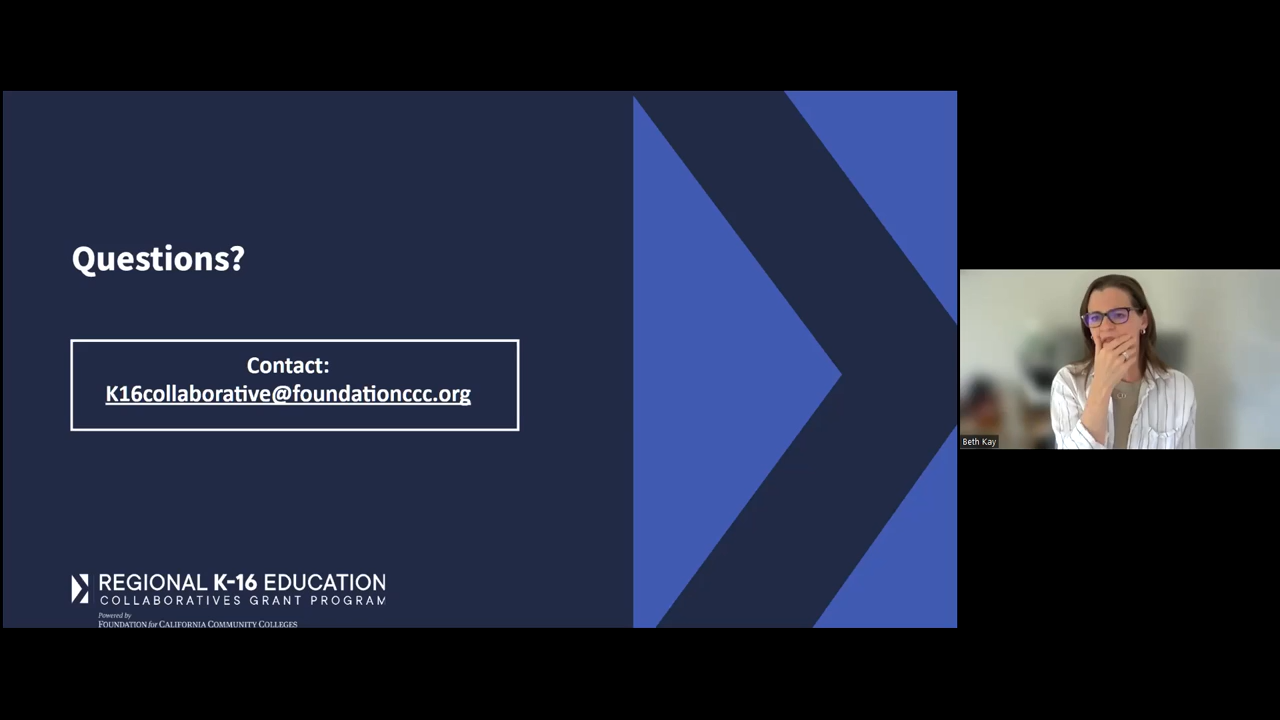 Questions?
Contact:
K16collaborative@foundationccc.org
REGIONAL K-16 EDUCATION
COLLABORATIVES GRANT PROGRAM
Powered by
FOUNDATION for CALIFORNIA COMMUNITY COLLEGES
Beth Kay